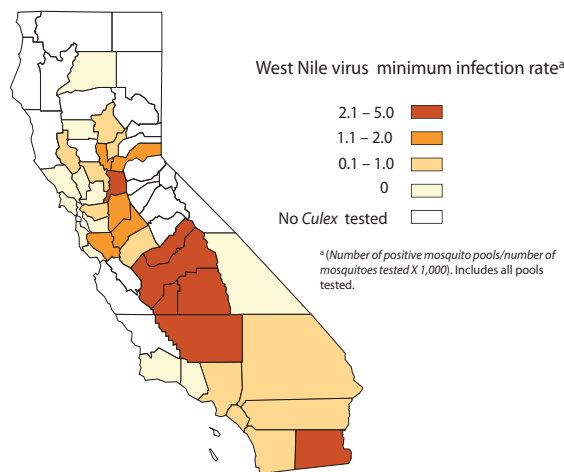 West Nile virus minimum infection rateª
2.1 – 5.0
1.1 – 2.0
0.1 – 1.0
0
No Culex tested
ª (Number of positive mosquito pools/number of
mosquitoes tested X 1,000). Includes all pools
tested.